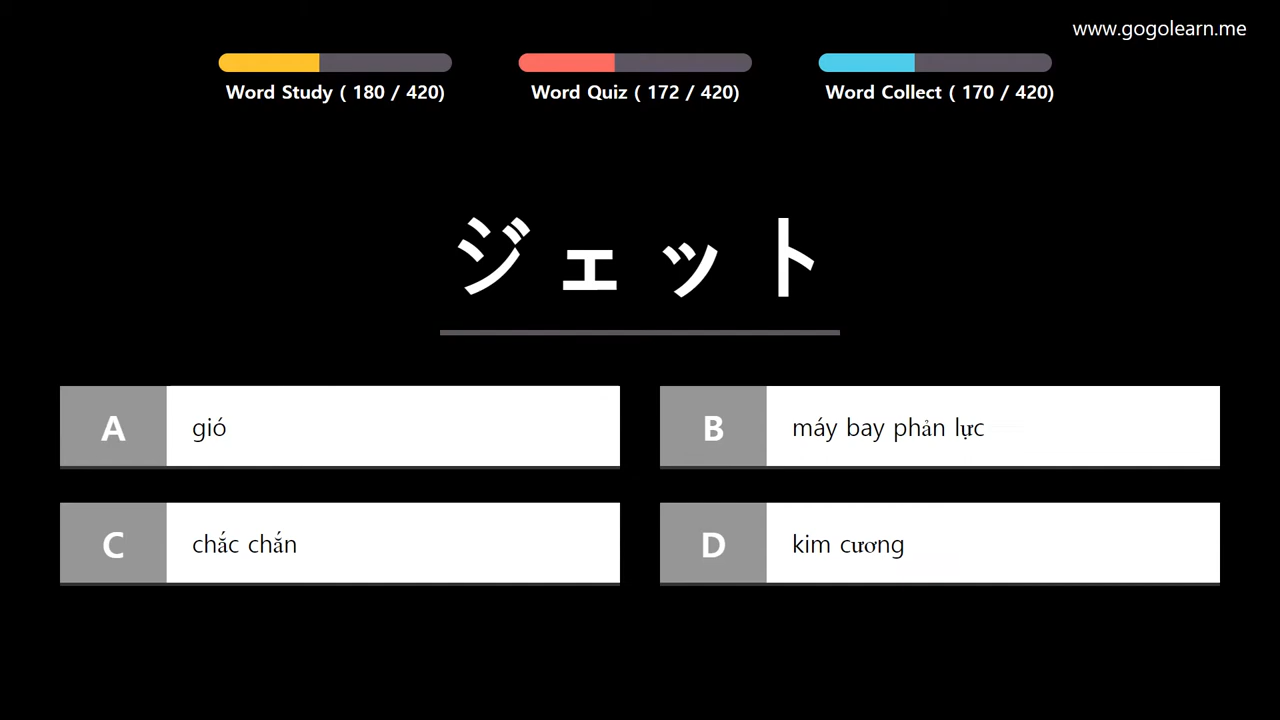 www.gogolearn.me
Word Study ( 180 / 420)
Word Quiz ( 172 / 420)
Word Collect ( 170 / 420)
ジェット
A gió
B máy bay phản lực
C chắc chắn
D kim cương